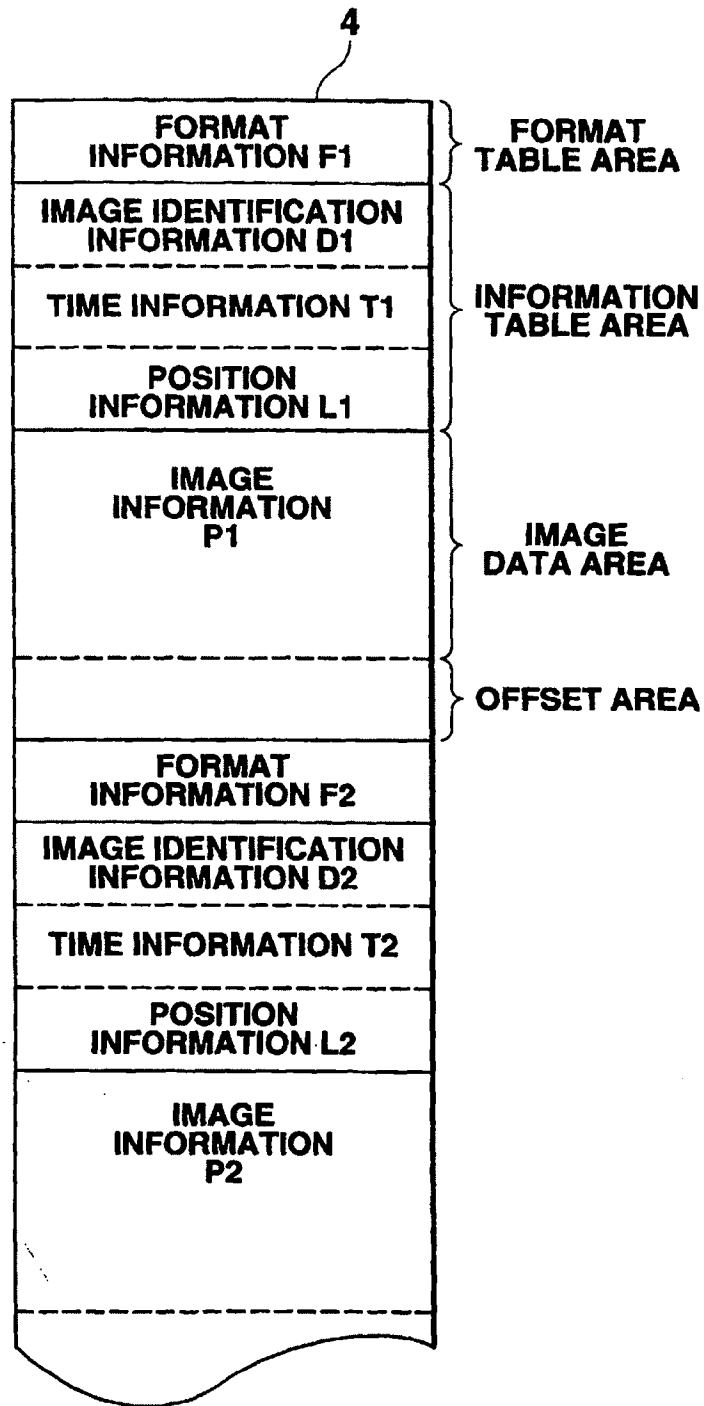 4
FORMAT
INFORMATION F1
FORMAT
TABLE AREA
IMAGE IDENTIFICATION
INFORMATION D1
TIME INFORMATION T1
POSITION
INFORMATION L1
INFORMATION
TABLE AREA
IMAGE
INFORMATION
P1
IMAGE
DATA AREA
OFFSET AREA
FORMAT
INFORMATION F2
IMAGE IDENTIFICATION
INFORMATION D2
TIME INFORMATION T2
POSITION
INFORMATION L2
IMAGE
INFORMATION
P2